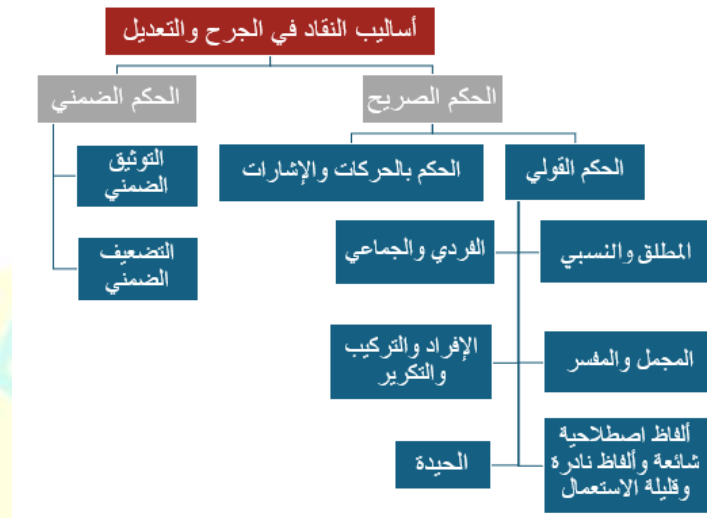 أساليب النقاد في الجرح والتعديل
الحكم الصريح
الحكم الضمني
الحكم القولي
الحكم بالحركات والإشارات
التوثيق
الضمني
المطلق والنسبي
الفردي والجماعي
التضعيف
الضمني
المجمل والمفسر
الإفراد والتركيب
والتكرير
ألفاظ اصطلاحية
شائعة وألفاظ نادرة
وقليلة الاستعمال
الحيدة